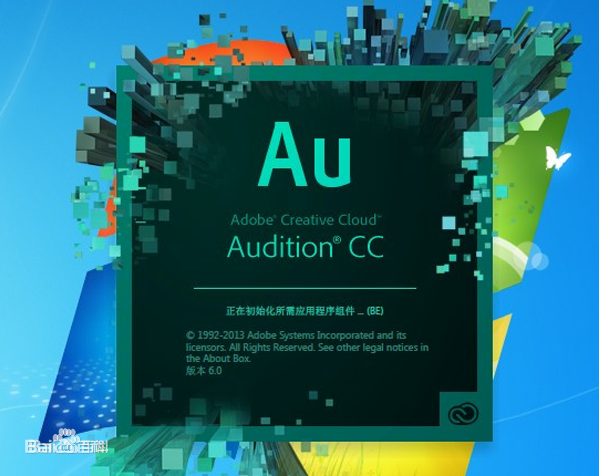 Au
Adobe® Creative Cloud™
Audition® CC
正在初始化所需应用程序组件 ... (BE)
© 1992-2013 Adobe Systems Incorporated and its
licensors. All Rights Reserved. See other legal notices in
the About Box.
版本 6.0
Baidu百科